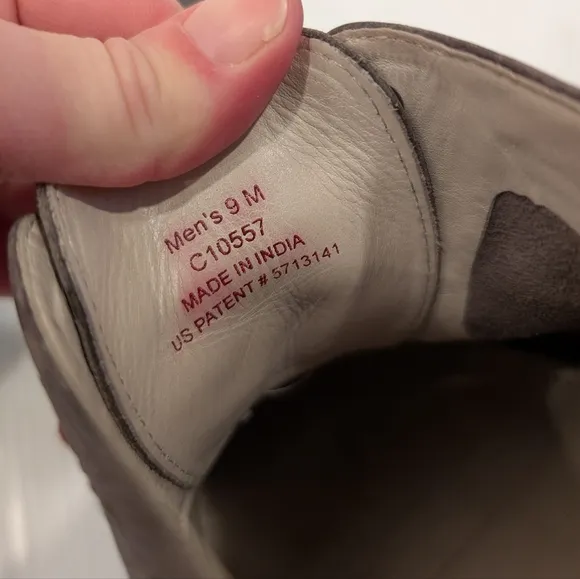 Men's 9 M
C10557
MADE IN INDIA
US PATENT # 5713141